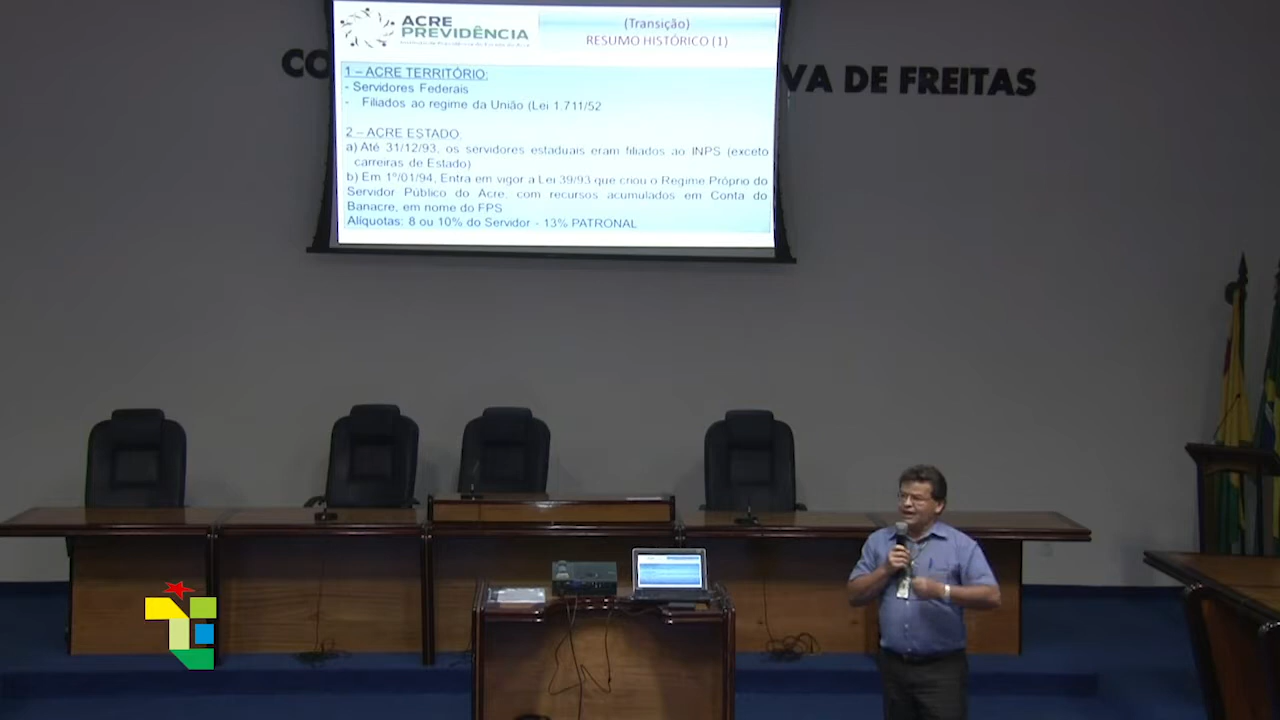 ACRE
PREVIDÊNCIA
(Transição)
RESUMO HISTÓRICO (1)
CO
VA DE FREITAS
1 – ACRE TERRITÓRIO:
- Servidores Federais
- Filiados ao regime da União (Lei 1.711/52
2 – ACRE ESTADO
a) Até 31/12/93, os servidores estaduais eram filiados ao INPS (exceto
carreiras de Estado)
b) Em 1º/01/94, Entra em vigor a Lei 39/93 que criou o Regime Próprio do
Servidor Público do Acre, com recursos acumulados em Conta do
Banacre, em nome do FPS
Alíquotas: 8 ou 10% do Servidor - 13% PATRONAL